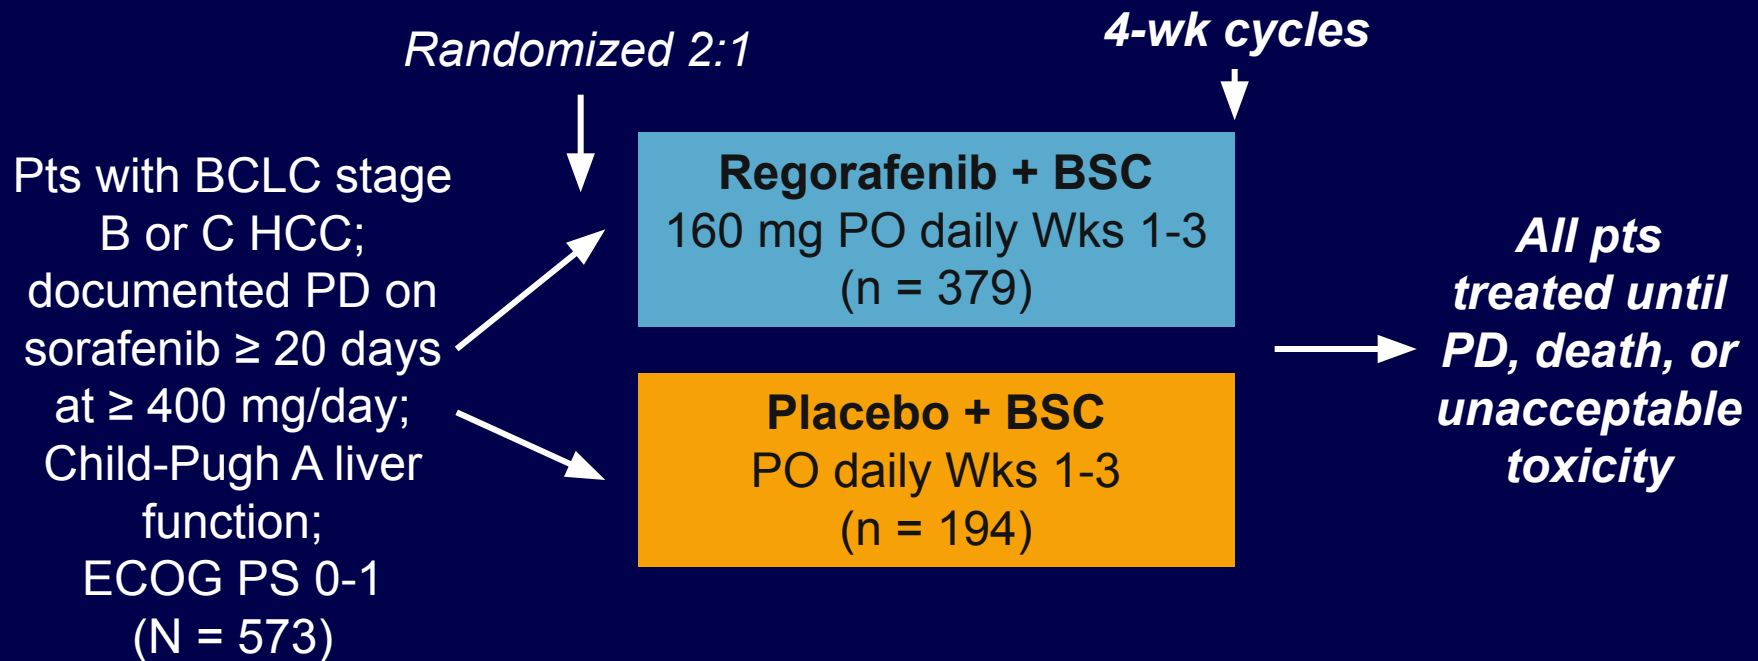 Randomized 2:1
4-wk cycles
Pts with BCLC stage
B or C HCC;
documented PD on
sorafenib ≥ 20 days
at ≥ 400 mg/day;
Child-Pugh A liver
function;
ECOG PS 0-1
(N = 573)
Regorafenib + BSC
160 mg PO daily Wks 1-3
(n = 379)
Placebo + BSC
PO daily Wks 1-3
(n = 194)
All pts
treated until
PD, death, or
unacceptable
toxicity